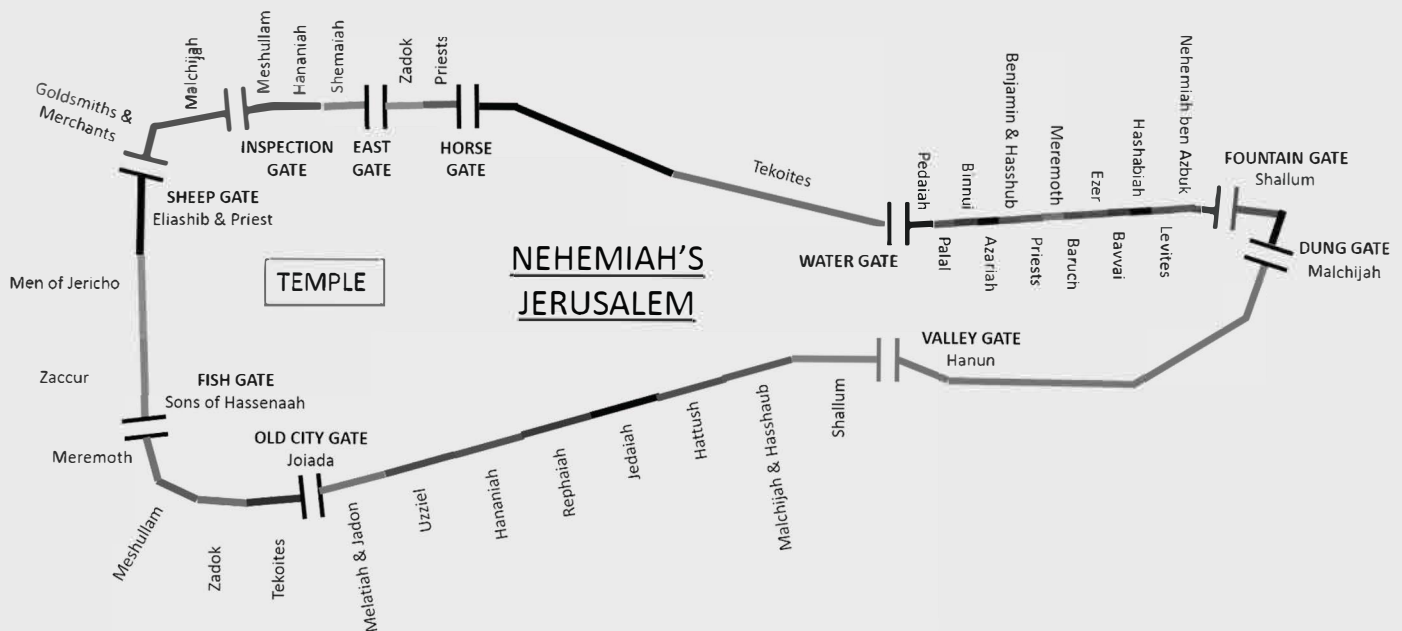 Goldsmiths &
Merchants
Malchijah
Meshullam
Hananiah
Shemaiah
Zadok
Priests
INSPECTION
GATE
EAST
GATE
HORSE
GATE
SHEEP GATE
Eliashib & Priest
Men of Jericho
TEMPLE
NEHEMIAH'S
JERUSALEM
Tekoites
WATER GATE
Pedaiah
Binnui
Benjamin & Hasshub
Meremoth
Ezer
Hashabiah
Nehemiah ben Azbuk
Palal
Azariah
Priests
Baruch
Bavvai
Levites
FOUNTAIN GATE
Shallum
DUNG GATE
Malchijah
VALLEY GATE
Hanun
Zaccur
FISH GATE
Sons of Hassenaah
Meremoth
OLD CITY GATE
Joiada
Meshullam
Zadok
Tekoites
Melatiah & Jadon
Uzziel
Hananiah
Rephaiah
Jedaiah
Hattush
Malchijah & Hasshaub
Shallum